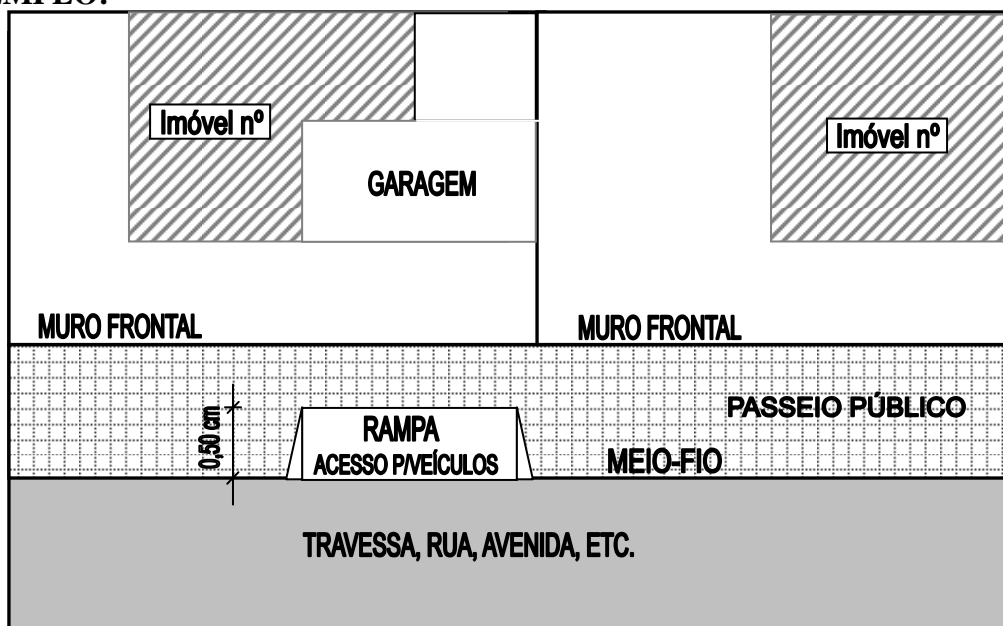 Imóvel nº
Imóvel nº
GARAGEM
MURO FRONTAL
MURO FRONTAL
PASSEIO PÚBLICO
0,50 cm
RAMPA
ACESSO P/VEÍCULOS
MEIO-FIO
TRAVESSA, RUA, AVENIDA, ETC.